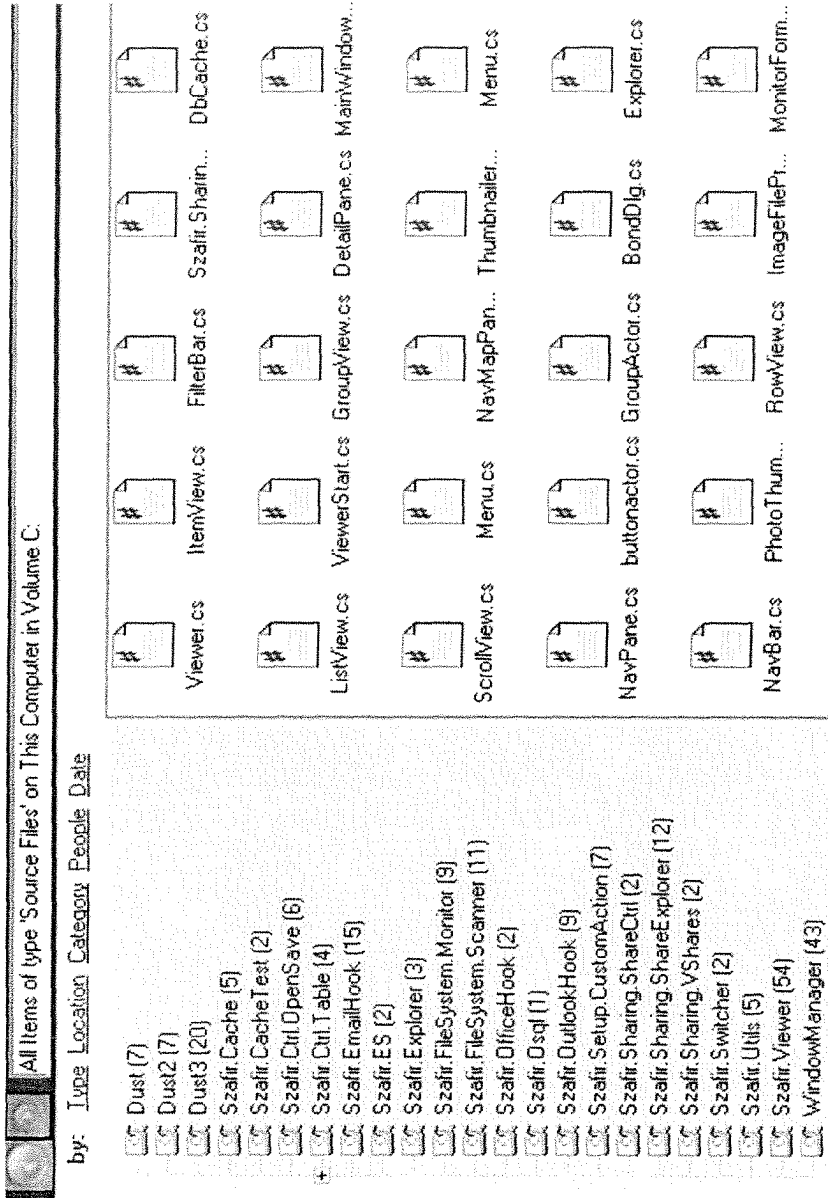 All Items of type 'Source Files' on This Computer in Volume C:
by: Type Location Category People Date
Dust (7)
Dust2 (7)
Dust3 (20)
Szafir.Cache (5)
Szafir.CacheTest (2)
Szafir.Ctrl.OpenSave (6)
Szafir.Ctrl.Table (4)
Szafir.EmailHook (15)
Szafir.ES (2)
Szafir.Explorer (3)
Szafir.FileSystem.Monitor (9)
Szafir.FileSystem.Scanner (11)
Szafir.OfficeHook (2)
Szafir.Osql (1)
Szafir.OutlookHook (9)
Szafir.Setup.CustomAction (7)
Szafir.Sharing.ShareCtrl (2)
Szafir.Sharing.ShareExplorer (12)
Szafir.Sharing.VShares (2)
Szafir.Switcher (2)
Szafir.Utils (5)
Szafir.Viewer (54)
WindowManager (43)
Viewer.cs ItemView.cs FilterBar.cs Szafir.Sharin... DbCache.cs
ListView.cs ViewerStart.cs GroupView.cs DetailPane.cs MainWindow...
ScrollView.cs Menu.cs NavMapPan... Thumbnailer... Menu.cs
NavPane.cs buttonactor.cs GroupActor.cs BondDlg.cs Explorer.cs
NavBar.cs PhotoThum... RowView.cs ImageFilePr... MonitorForm...